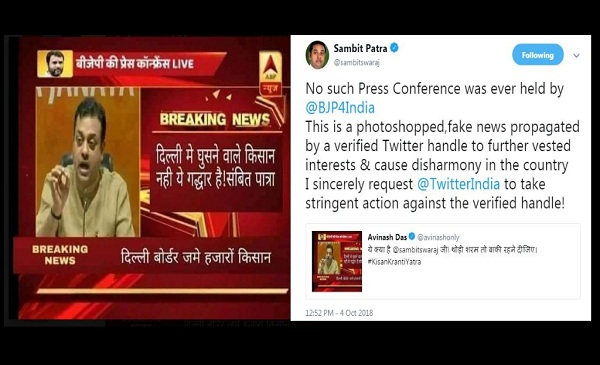 बीजेपी की प्रेस कॉन्फ्रेंस LIVE
abp
न्यूज़
BREAKING NEWS
दिल्ली मे घुसने वाले किसान
नही ये गद्धार है!संबित पात्रा
BREAKING
NEWS
दिल्ली बोर्डर जमे हजारों किसान
Sambit Patra
@sambitswaraj
Following
No such Press Conference was ever held by
@BJP4India
This is a photoshopped,fake news propagated
by a verified Twitter handle to further vested
interests & cause disharmony in the country
I sincerely request @TwitterIndia to take
stringent action against the verified handle!
Avinash Das @avinashonly
ये क्या है @sambitswaraj जी! थोड़ी शरम तो बाकी रहने दीजिए।
#KisanKrantiYatra
12:52 PM - 4 Oct 2018